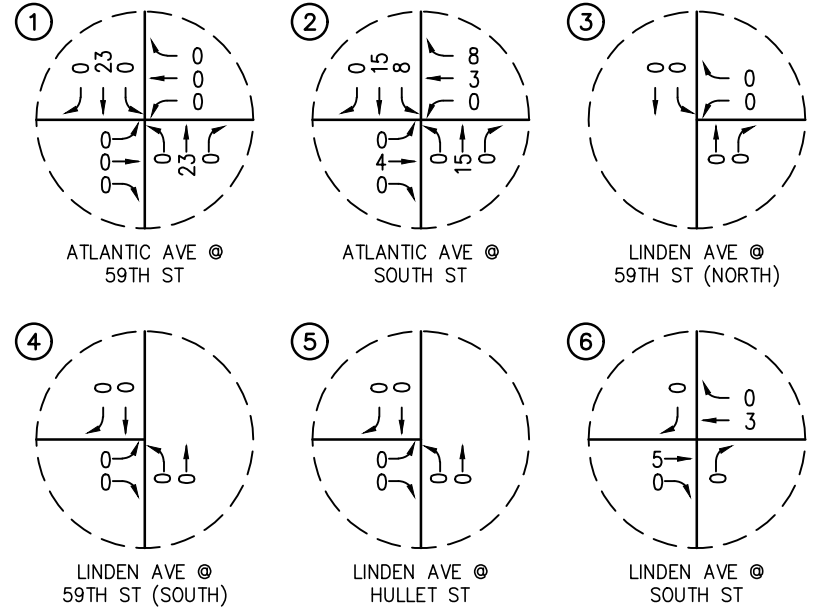 1
0 23 0
0
0
0
0
0
0
0 23 0
ATLANTIC AVE @
59TH ST
2
0 15 8
8
3
0
0
4
0
0 15 0
ATLANTIC AVE @
SOUTH ST
3
0 0
0
0
0 0
LINDEN AVE @
59TH ST (NORTH)
4
0 0
0
0
0 0
LINDEN AVE @
59TH ST (SOUTH)
5
0 0
0
0
0 0
LINDEN AVE @
HULLET ST
6
0
0
3
5
0
0
LINDEN AVE @
SOUTH ST